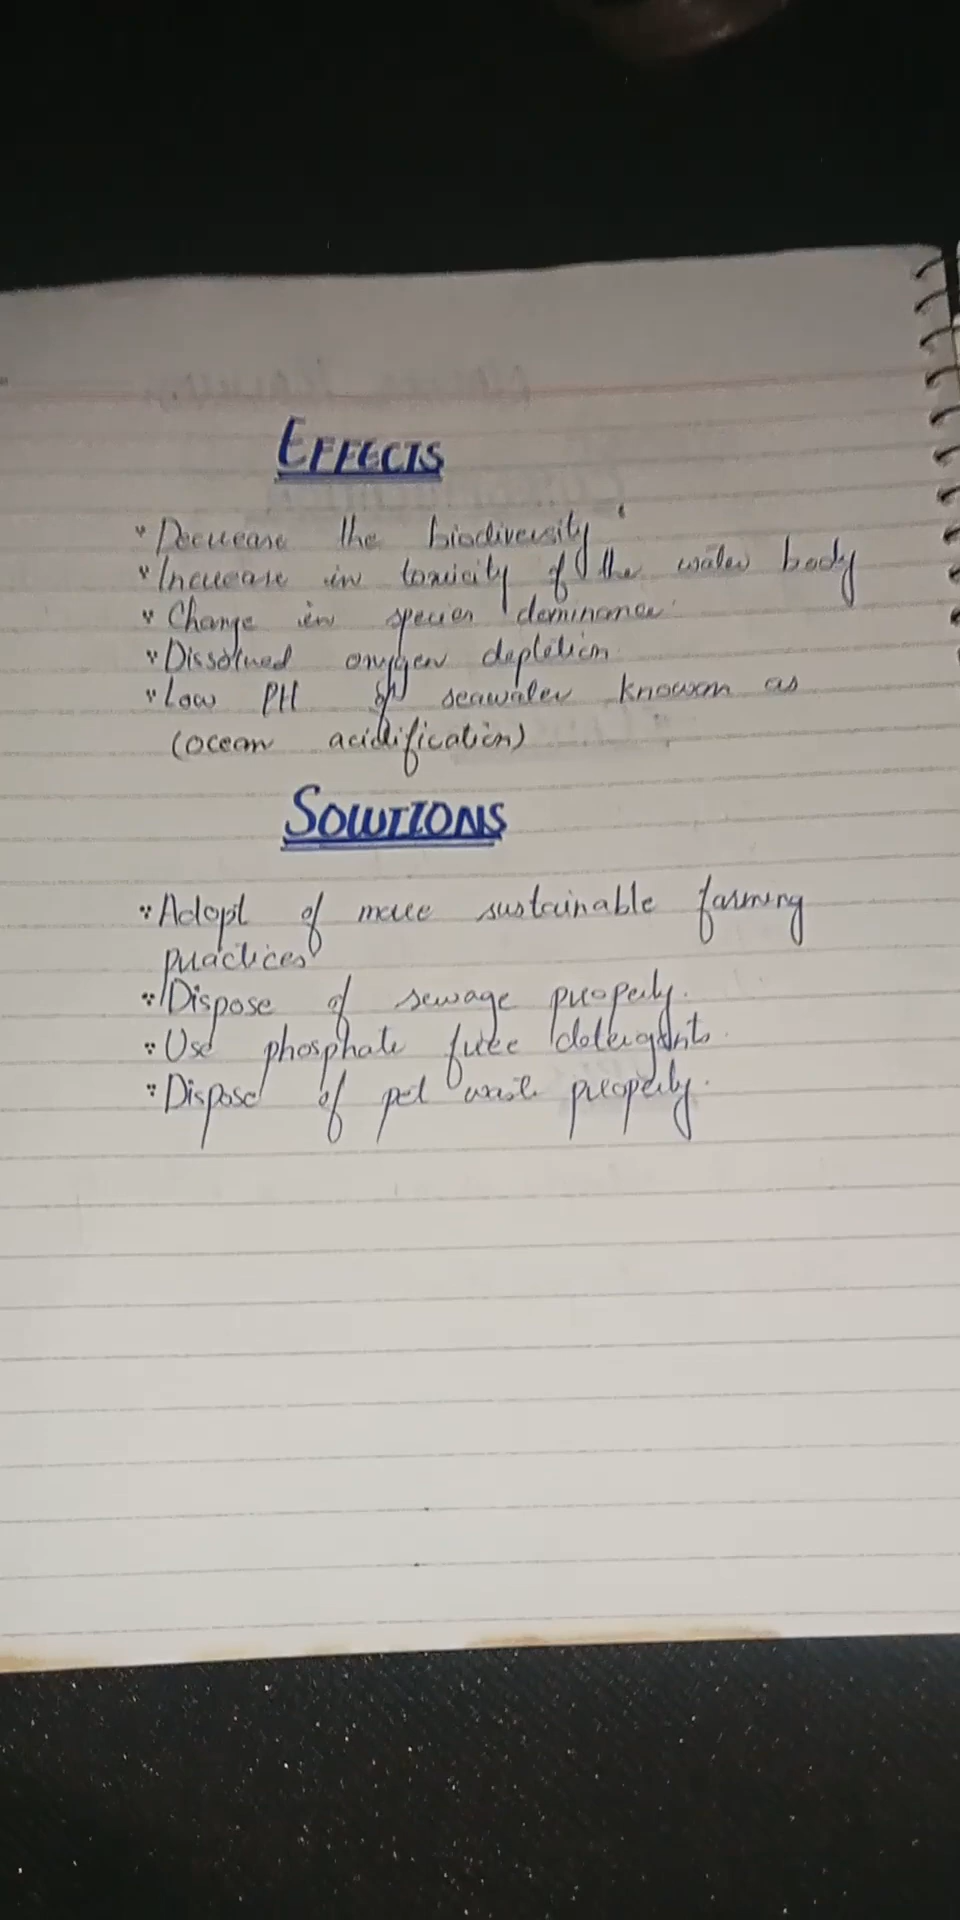 EFFECTS
Decrease the biodiversity
Increase in toxicity of the water body
Change in species dominance.
Dissolved oxygen depletion
Low PH of seawater knowon as
(ocean acidification)
SOLUTIONS
Adopt of more sustainable farming
practices
Dispose of sewage properly.
Use phosphate free detergents.
Dispose of pet waste properly.